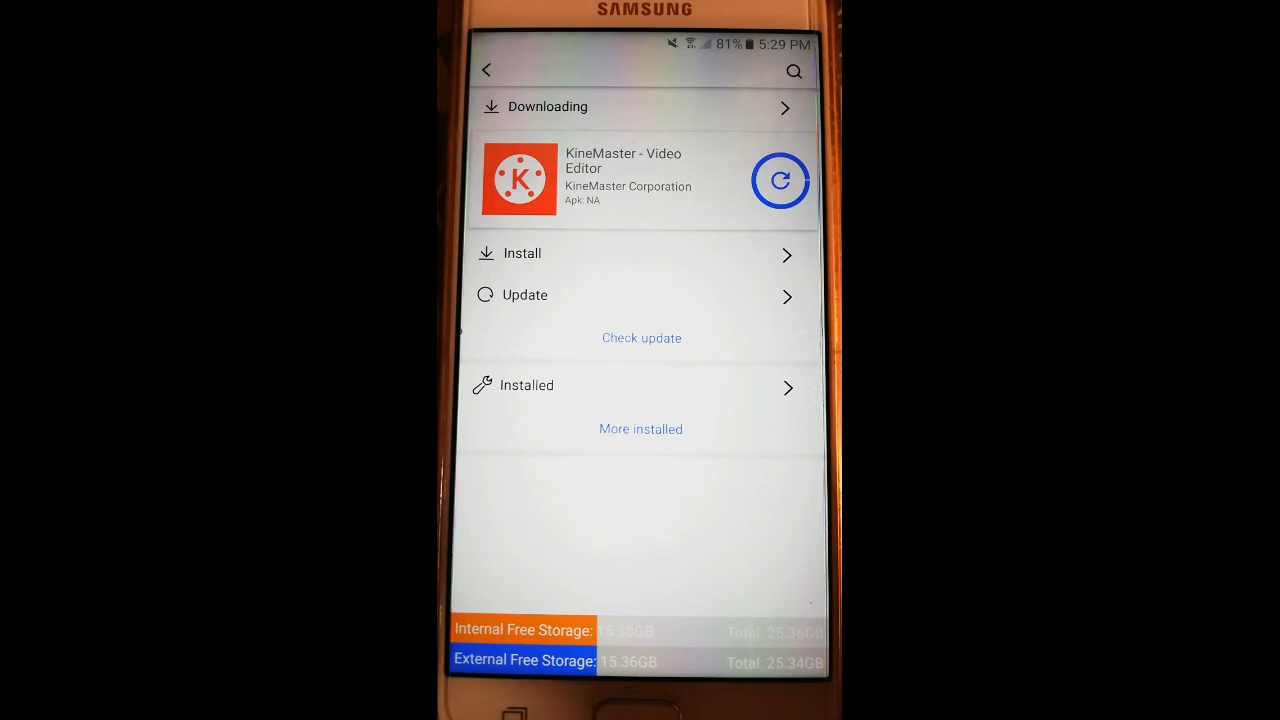 SAMSUNG
81% 5:29 PM
Downloading
KineMaster - Video
Editor
KineMaster Corporation
Apk: NA
K
Install
Update
Check update
Installed
More installed
Internal Free Storage: 15.38GB Total: 25.36GB
External Free Storage: 15.36GB Total: 25.34GB